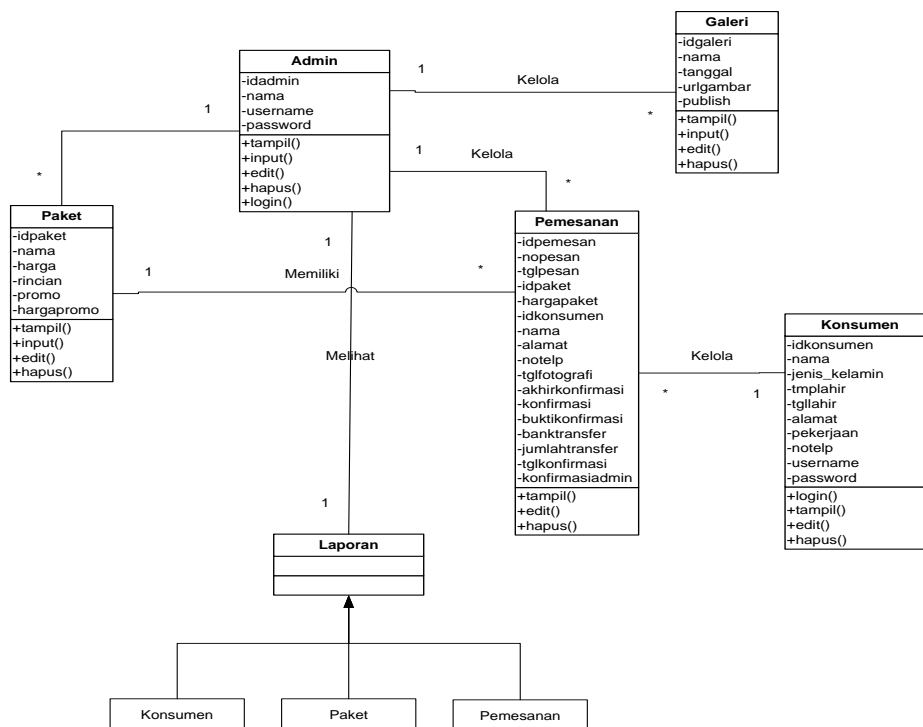 Galeri
-idgaleri
-nama
-tanggal
-urlgambar
-publish
+tampil()
+input()
+edit()
+hapus()
Admin
-idadmin
-nama
-username
-password
+tampil()
+input()
+edit()
+hapus()
+login()
1
Kelola
*
1
*
1
Kelola
*
Paket
-idpaket
-nama
-harga
-rincian
-promo
-hargapromo
+tampil()
+input()
+edit()
+hapus()
1
Memiliki
*
Pemesanan
-idpemesan
-nopesan
-tglpesan
-idpaket
-hargapaket
-idkonsumen
-nama
-alamat
-notelp
-tglfotografi
-akhirkonfirmasi
-konfirmasi
-buktikonfirmasi
-banktransfer
-jumlahtransfer
-tglkonfirmasi
-konfirmasiadmin
+tampil()
+edit()
+hapus()
Kelola
*
1
Konsumen
-idkonsumen
-nama
-jenis_kelamin
-tmplahir
-tgllahir
-alamat
-pekerjaan
-notelp
-username
-password
+login()
+tampil()
+edit()
+hapus()
1
Melihat
1
Laporan
Konsumen
Paket
Pemesanan